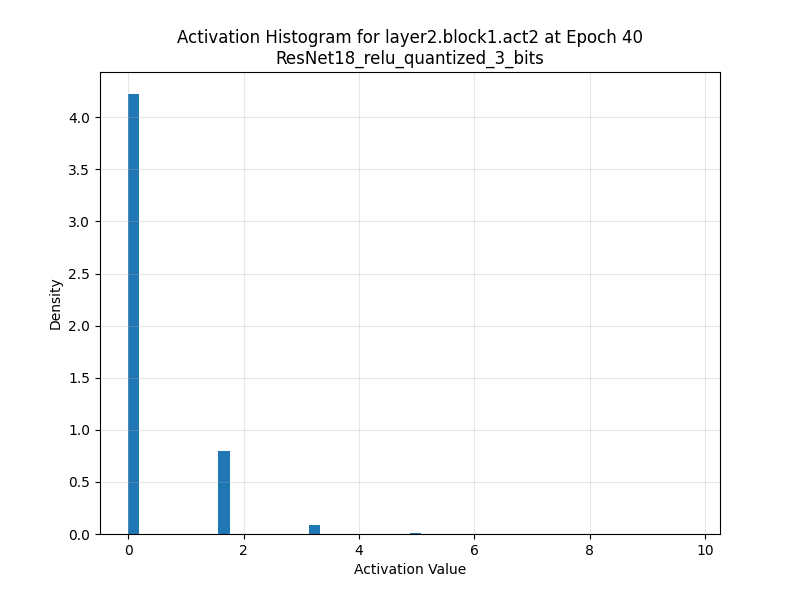 Activation Histogram for layer2.block1.act2 at Epoch 40
ResNet18_relu_quantized_3_bits
Density
4.0
3.5
3.0
2.5
2.0
1.5
1.0
0.5
0.0
0 2 4 6 8 10
Activation Value